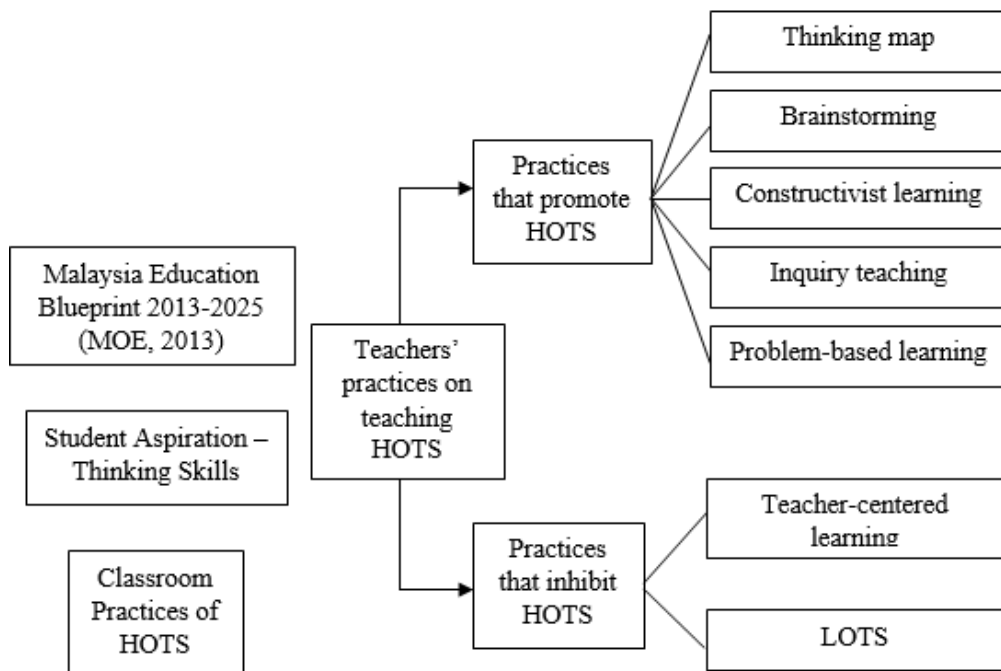 Malaysia Education
Blueprint 2013-2025
(MOE, 2013)
Student Aspiration –
Thinking Skills
Classroom
Practices of
HOTS
Teachers’
practices on
teaching
HOTS
Practices
that promote
HOTS
Thinking map
Brainstorming
Constructivist learning
Inquiry teaching
Problem-based learning
Practices
that inhibit
HOTS
Teacher-centered
learning
LOTS